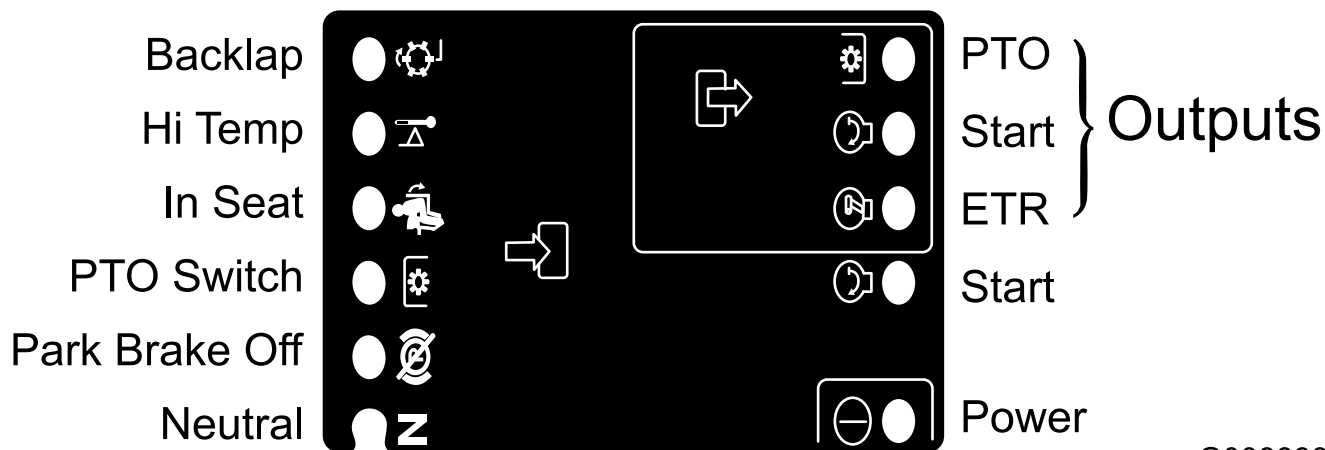 Backlap
Hi Temp
In Seat
PTO Switch
Park Brake Off
Neutral
N
PTO
Start
ETR
Outputs
Start
Power